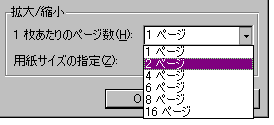 拡大/縮小
1 枚あたりのページ数(H): 1 ページ
1 ページ
2 ページ
用紙サイズの指定(Z): 4 ページ
6 ページ
8 ページ
16 ページ
O